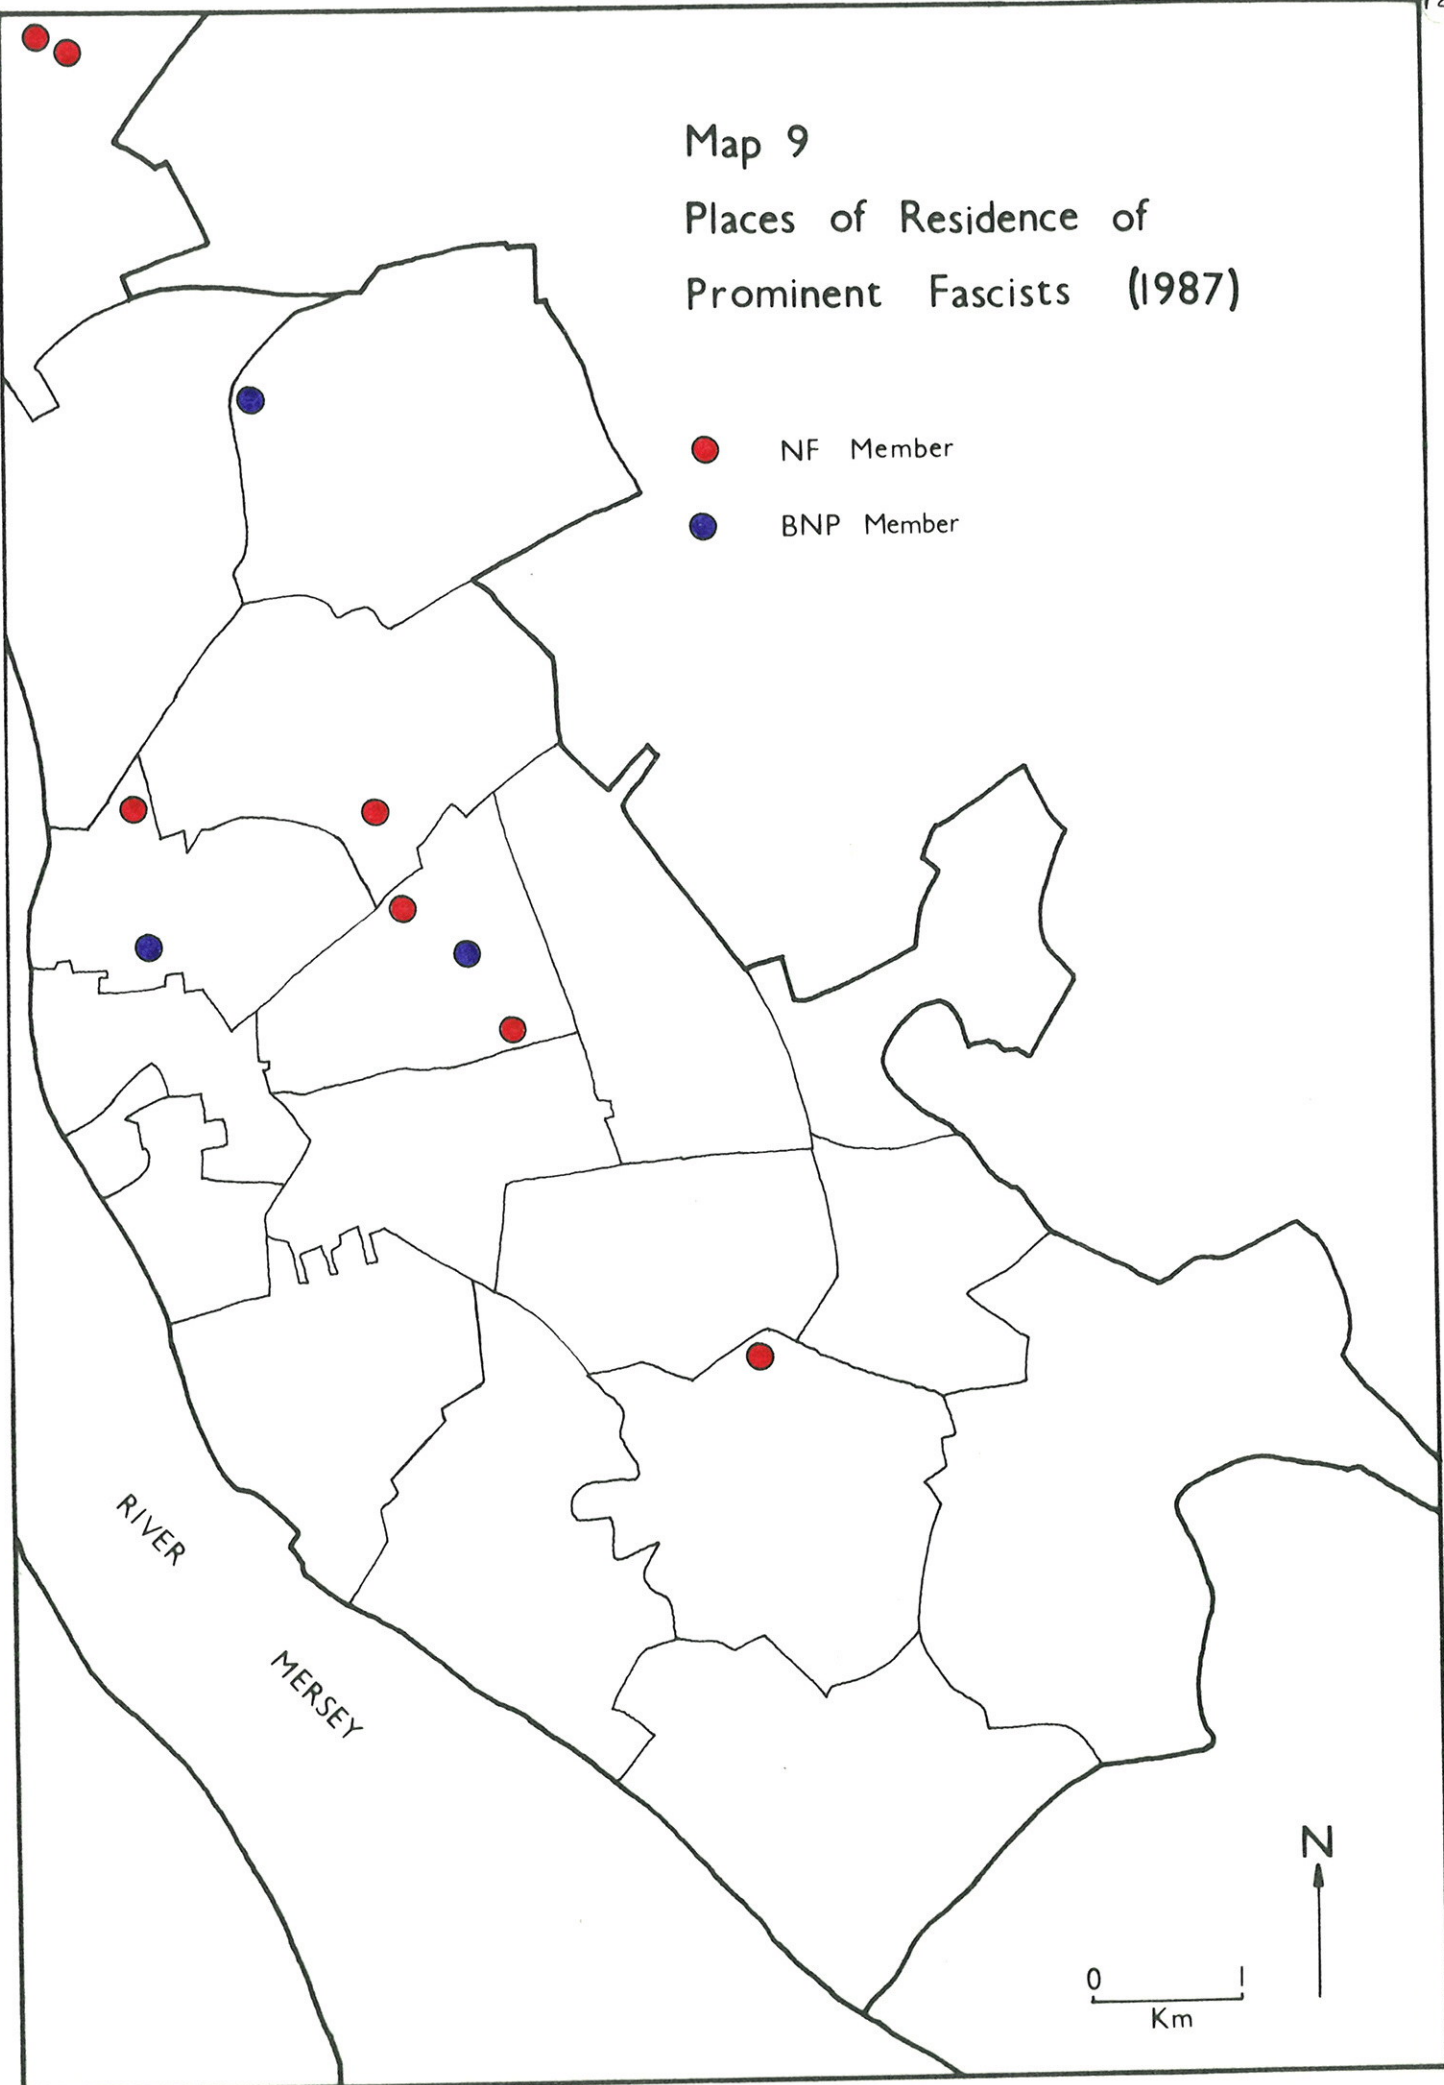 Map 9
Places of Residence of
Prominent Fascists (1987)
NF Member
BNP Member
RIVER
MERSEY
N
0 1
Km